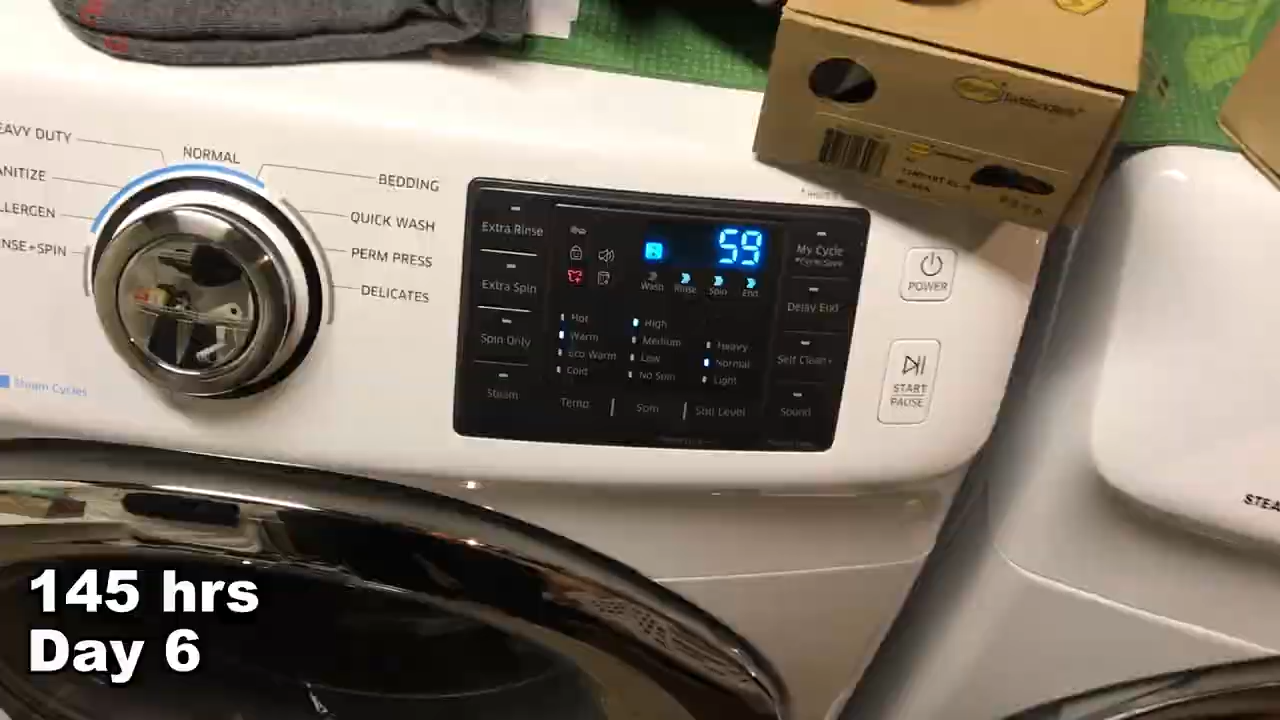 EAVY DUTY
ANITIZE
LLERGEN
NSE+SPIN
NORMAL
BEDDING
QUICK WASH
PERM PRESS
DELICATES
Steam Cycles
Extra Rinse
Extra Spin
Spin Only
Steam
59
Wash Rinse Spin End
Hot
Warm
Eco Warm
Cold
Temp.
High
Medium
Low
No Spin
Spin
Heavy
Normal
Light
Soil Level
My Cycle
Delay End
Self Clean+
Sound
POWER
START
PAUSE
STEA
145 hrs
Day 6